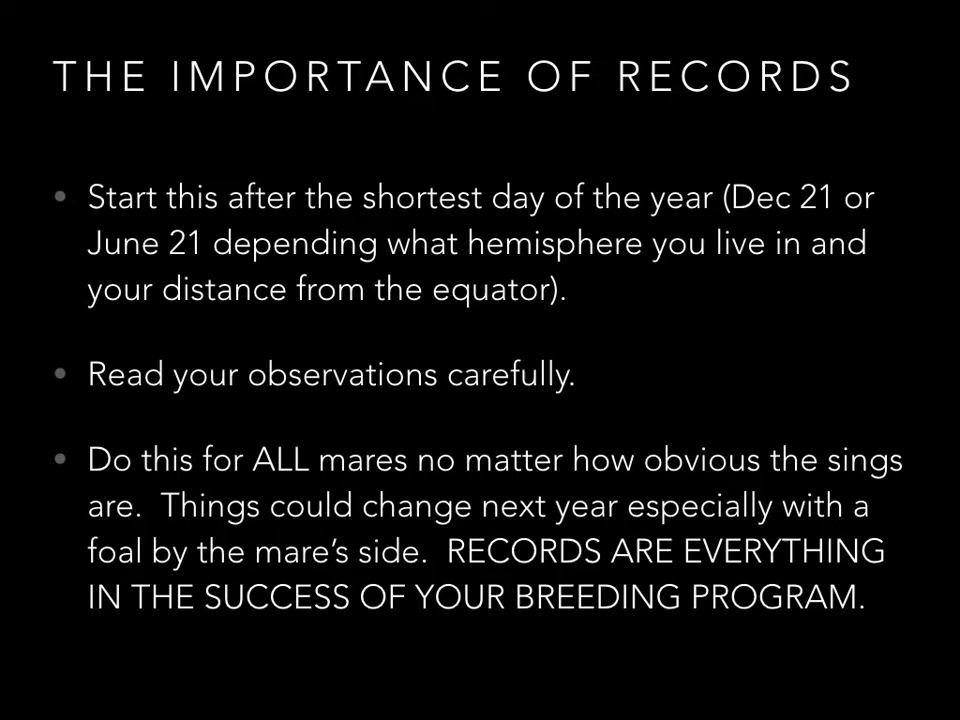 THE IMPORTANCE OF RECORDS
• Start this after the shortest day of the year (Dec 21 or
June 21 depending what hemisphere you live in and
your distance from the equator).
• Read your observations carefully.
• Do this for ALL mares no matter how obvious the sings
are.  Things could change next year especially with a
foal by the mare’s side.  RECORDS ARE EVERYTHING
IN THE SUCCESS OF YOUR BREEDING PROGRAM.